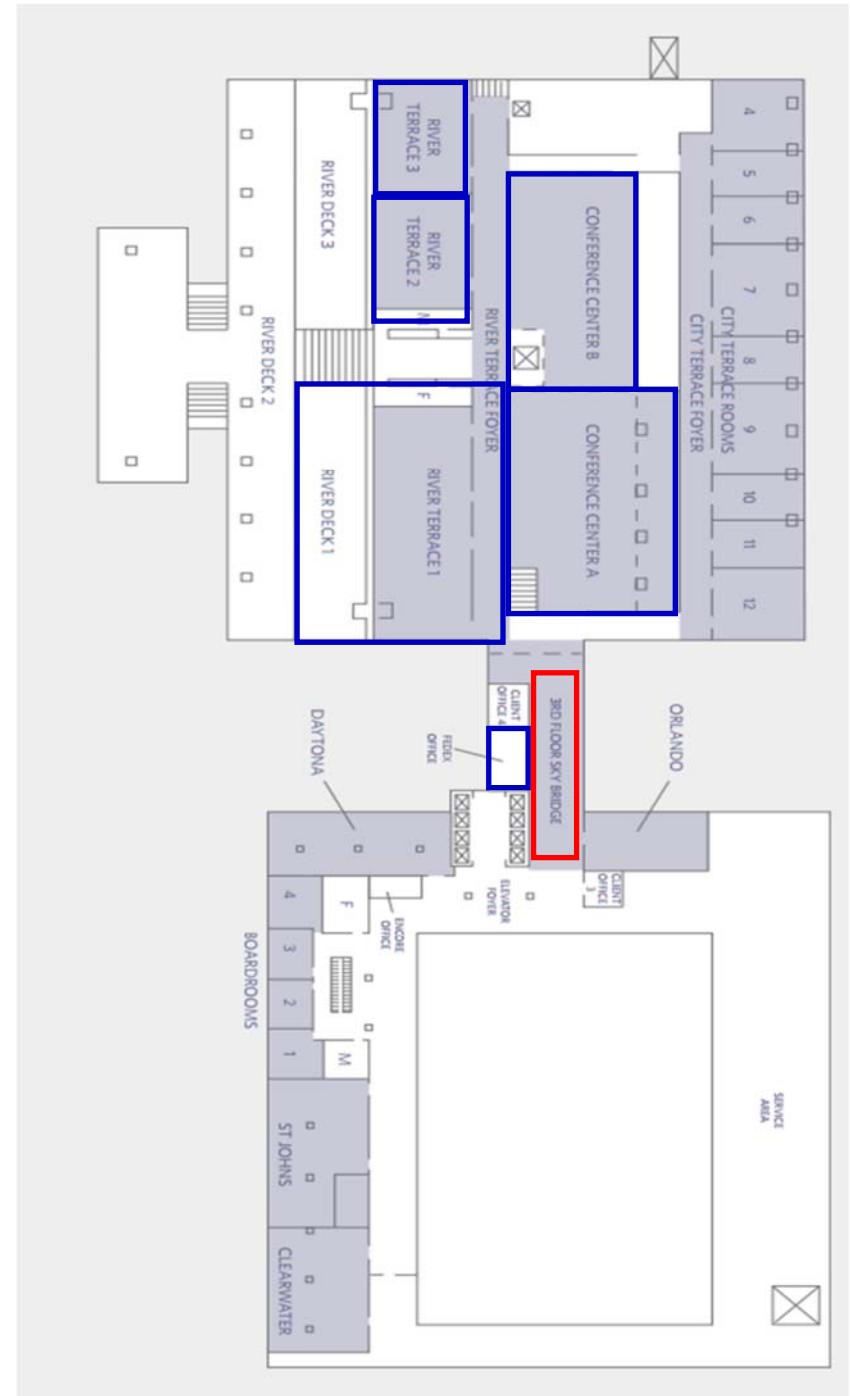 4
5
6
7
8
9
10
11
12
CITY TERRACE ROOMS
CITY TERRACE FOYER
CONFERENCE CENTER B
CONFERENCE CENTER A
RIVER TERRACE FOYER
RIVER
TERRACE 3
RIVER
TERRACE 2
M
F
RIVER TERRACE 1
RIVER DECK 3
RIVER DECK 1
RIVER DECK 2
ORLANDO
3RD FLOOR SKY BRIDGE
CLIENT
OFFICE 4
FEDEX
OFFICE
DAYTONA
CLIENT
OFFICE
3
ELEVATOR
FOYER
ENCORE
OFFICE
F
4
3
2
1
M
BOARDROOMS
ST JOHNS
CLEARWATER
SERVICE
AREA